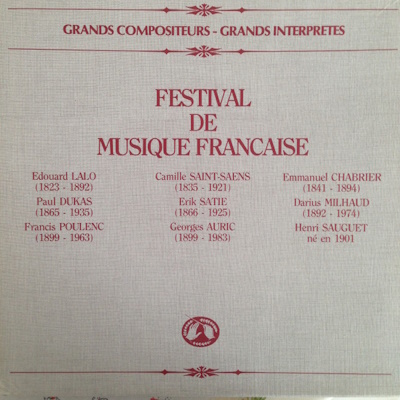 GRANDS COMPOSITEURS - GRANDS INTERPRETES
FESTIVAL
DE
MUSIQUE FRANCAISE
Edouard LALO
(1823 - 1892)
Camille SAINT-SAENS
(1835 - 1921)
Emmanuel CHABRIER
(1841 - 1894)
Paul DUKAS
(1865 - 1935)
Erik SATIE
(1866 - 1925)
Darius MILHAUD
(1892 - 1974)
Francis POULENC
(1899 - 1963)
Georges AURIC
(1899 - 1983)
Henri SAUGUET
né en 1901